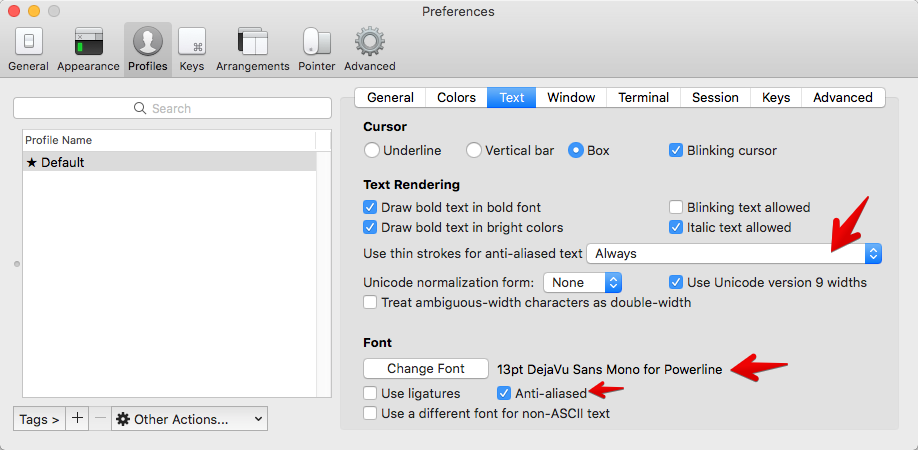 Preferences
General Appearance Profiles Keys Arrangements Pointer Advanced
Search
Profile Name
★ Default
Tags > + − Other Actions...
General Colors Text Window Terminal Session Keys Advanced
Cursor
Underline Vertical bar Box Blinking cursor
Text Rendering
Draw bold text in bold font Blinking text allowed
Draw bold text in bright colors Italic text allowed
Use thin strokes for anti-aliased text Always
Unicode normalization form: None Use Unicode version 9 widths
Treat ambiguous-width characters as double-width
Font
Change Font 13pt DejaVu Sans Mono for Powerline
Use ligatures Anti-aliased
Use a different font for non-ASCII text